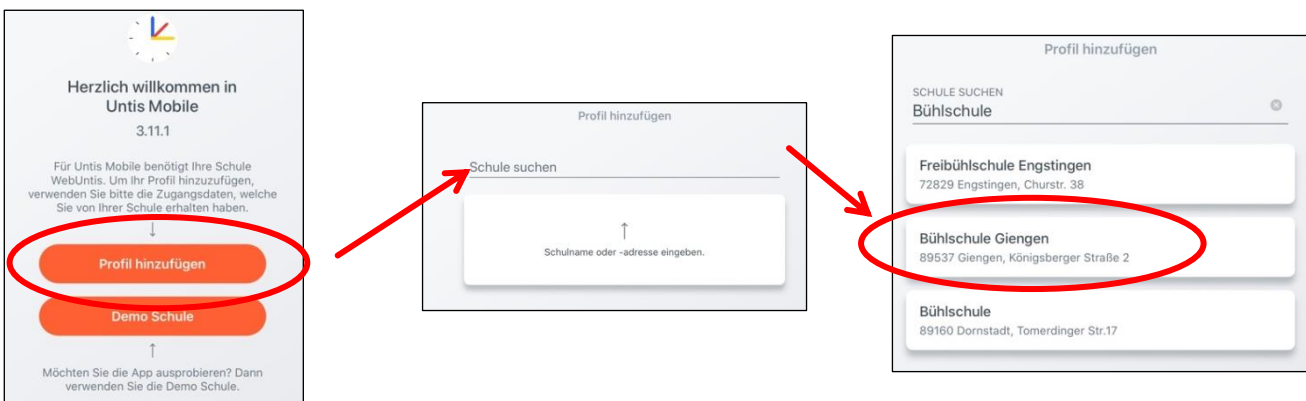 Herzlich willkommen in
Untis Mobile
3.11.1
Für Untis Mobile benötigt Ihre Schule
WebUntis. Um Ihr Profil hinzuzufügen,
verwenden Sie bitte die Zugangsdaten, welche
Sie von Ihrer Schule erhalten haben.
↓
Profil hinzufügen
Demo Schule
↑
Möchten Sie die App ausprobieren? Dann
verwenden Sie die Demo Schule.
Profil hinzufügen
Schule suchen
↑
Schulname oder -adresse eingeben.
Profil hinzufügen
SCHULE SUCHEN
Bühlschule
Freibühlschule Engstingen
72829 Engstingen, Churstr. 38
Bühlschule Giengen
89537 Giengen, Königsberger Straße 2
Bühlschule
89160 Dornstadt, Tomerdinger Str.17